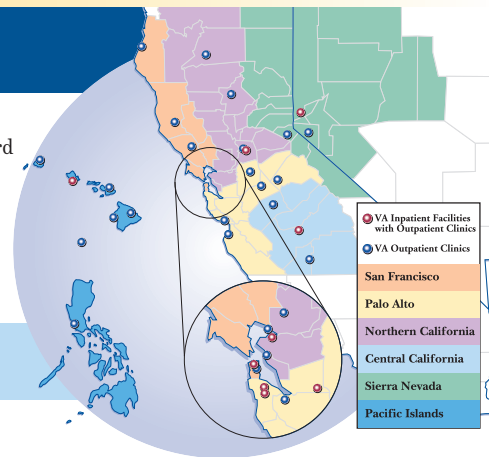 rd
VA Inpatient Facilities
with Outpatient Clinics
VA Outpatient Clinics
San Francisco
Palo Alto
Northern California
Central California
Sierra Nevada
Pacific Islands